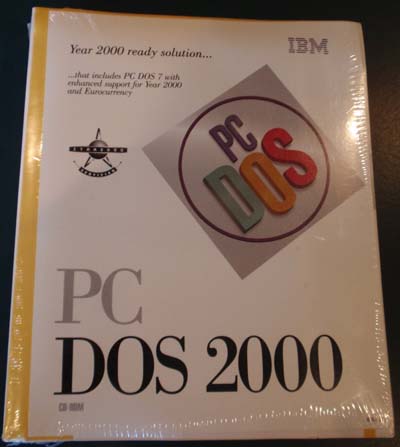 Year 2000 ready solution...
IBM
...that includes PC DOS 7 with
enhanced support for Year 2000
and Eurocurrency
PC
DOS
PC
DOS 2000
CD-ROM